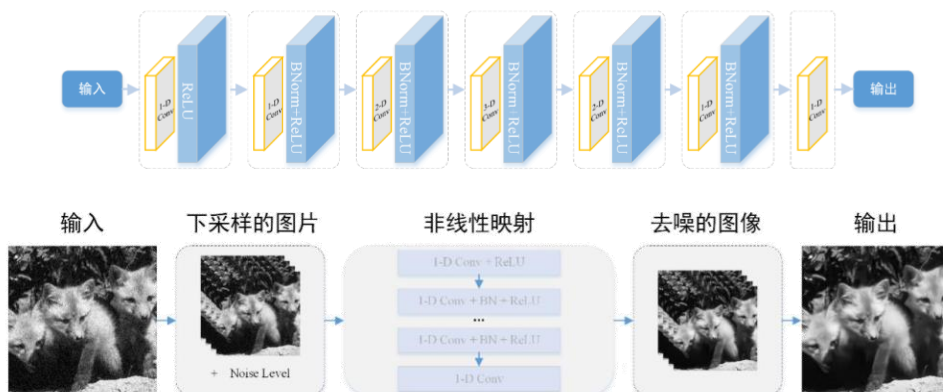 输入
1-D
Conv
ReLU
1-D
Conv
BNorm+ReLU
2-D
Conv
BNorm+ReLU
3-D
Conv
BNorm+ReLU
2-D
Conv
BNorm+ReLU
1-D
Conv
BNorm+ReLU
1-D
Conv
输出
输入
下采样的图片
非线性映射
去噪的图像
输出
+ Noise Level
1-D Conv + ReLU
1-D Conv + BN + ReLU
...
1-D Conv + BN + ReLU
1-D Conv